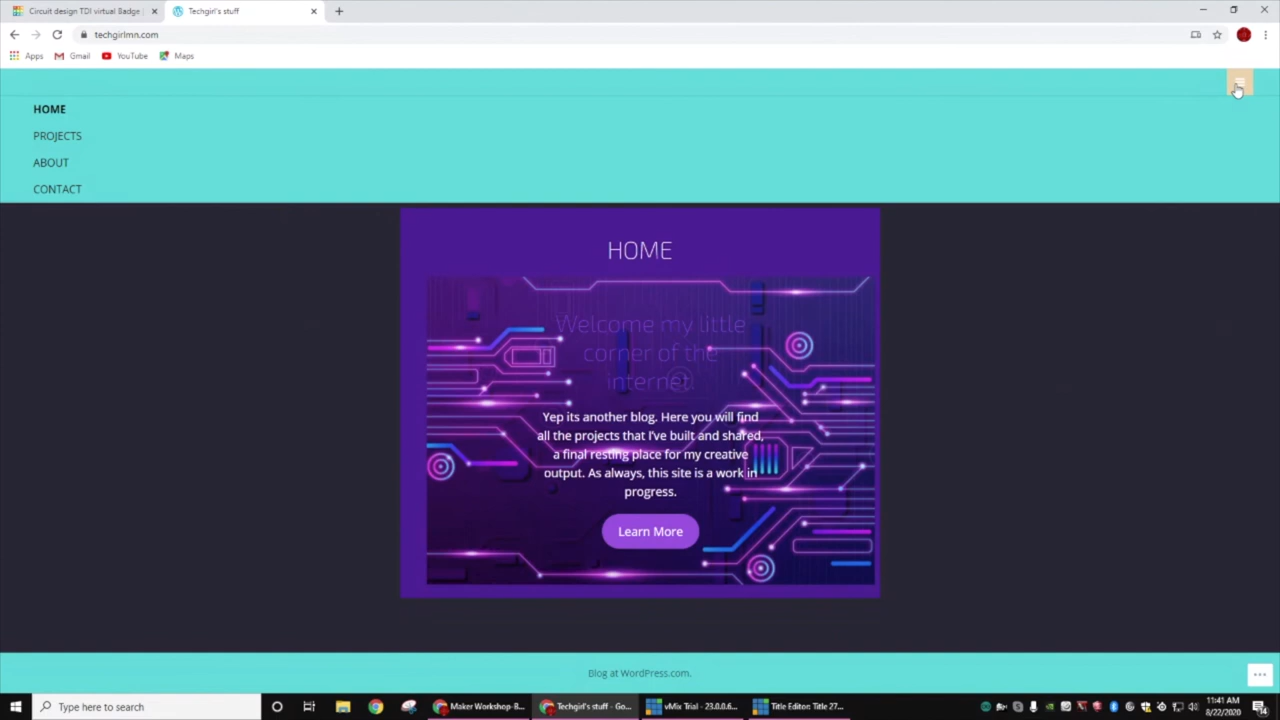 Circuit design TDI virtual Badge |
Techgirl's stuff
techgirlmn.com
Apps
Gmail
YouTube
Maps
HOME
PROJECTS
ABOUT
CONTACT
HOME
Welcome my little
corner of the
internet.
Yep its another blog. Here you will find
all the projects that I've built and shared,
a final resting place for my creative
output. As always, this site is a work in
progress.
Learn More
Blog at WordPress.com.
Type here to search
Maker Workshop-B...
Techgirl's stuff - Go...
vMix Trial - 23.0.0.6...
Title Editor: Title 27...
11:41 AM
8/22/2020
14